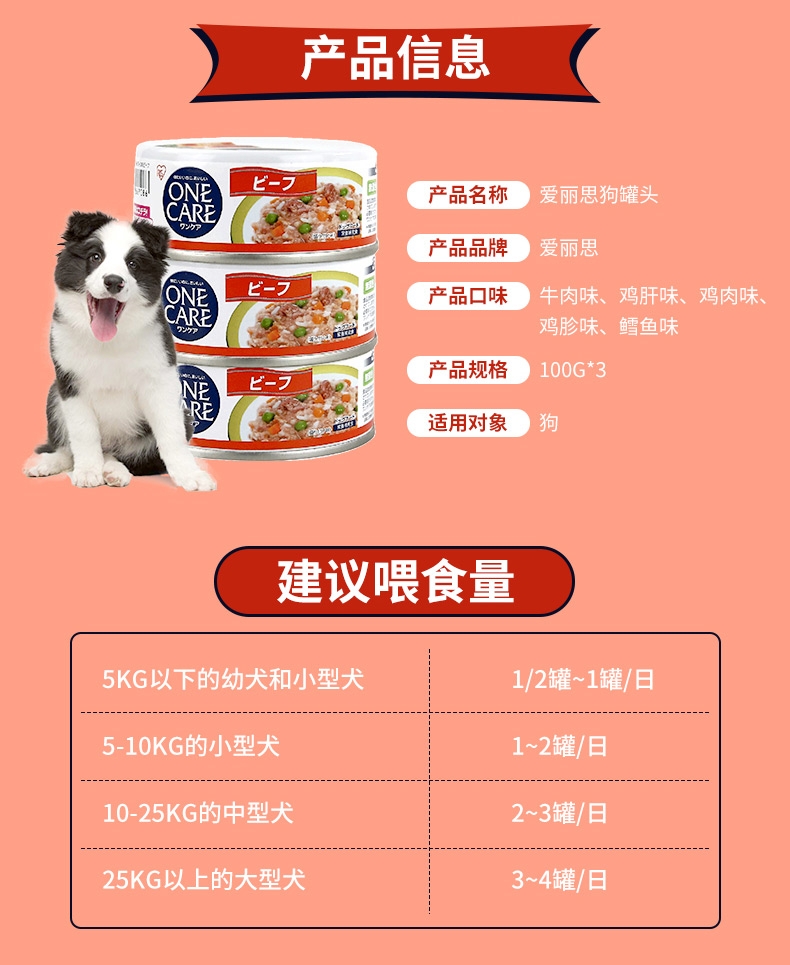 产品信息
ONE
CARE
ワンケア
ビーフ
ONE
CARE
ワンケア
ビーフ
ビーフ
产品名称 爱丽思狗罐头
产品品牌 爱丽思
产品口味 牛肉味、鸡肝味、鸡肉味、
鸡胗味、鳕鱼味
产品规格 100G*3
适用对象 狗
建议喂食量
5KG以下的幼犬和小型犬 1/2罐~1罐/日
5-10KG的小型犬 1~2罐/日
10-25KG的中型犬 2~3罐/日
25KG以上的大型犬 3~4罐/日